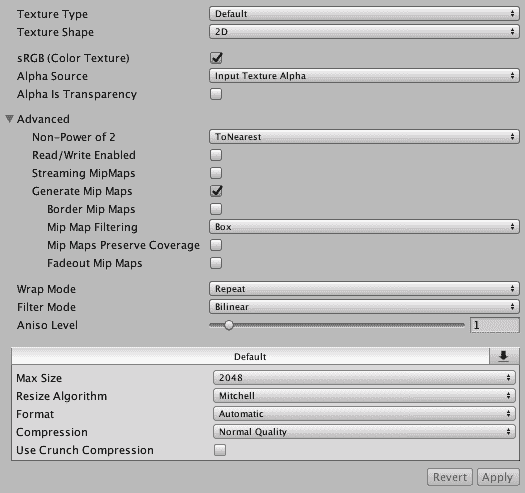 Texture Type Default
Texture Shape 2D
sRGB (Color Texture)
Alpha Source Input Texture Alpha
Alpha Is Transparency
Advanced
Non-Power of 2 ToNearest
Read/Write Enabled
Streaming MipMaps
Generate Mip Maps
Border Mip Maps
Mip Map Filtering Box
Mip Maps Preserve Coverage
Fadeout Mip Maps
Wrap Mode Repeat
Filter Mode Bilinear
Aniso Level 1
Default
Max Size 2048
Resize Algorithm Mitchell
Format Automatic
Compression Normal Quality
Use Crunch Compression
Revert Apply